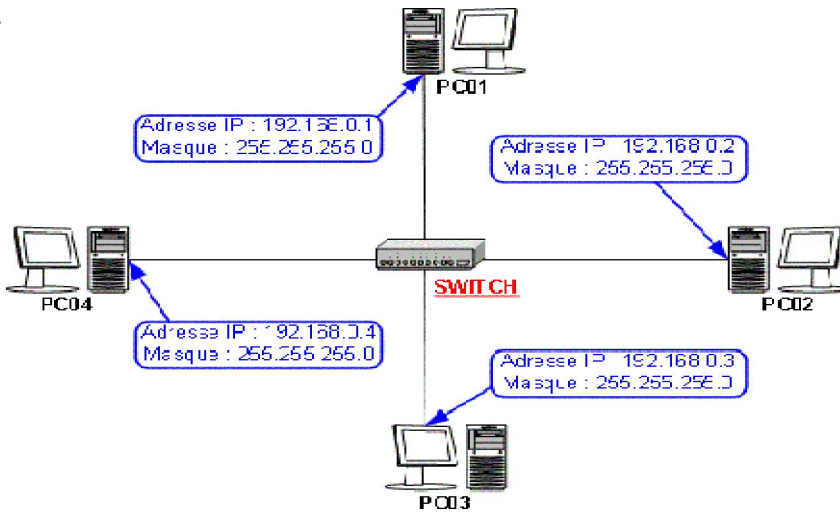 PC01
Adresse IP : 192.168.0.1
Masque : 255.255.255.0
Adresse IP : 192.168.0.2
Masque : 255.255.255.0
SWITCH
PC04
PC02
Adresse IP : 192.168.0.4
Masque : 255.255.255.0
Adresse IP : 192.168.0.3
Masque : 255.255.255.0
PC03